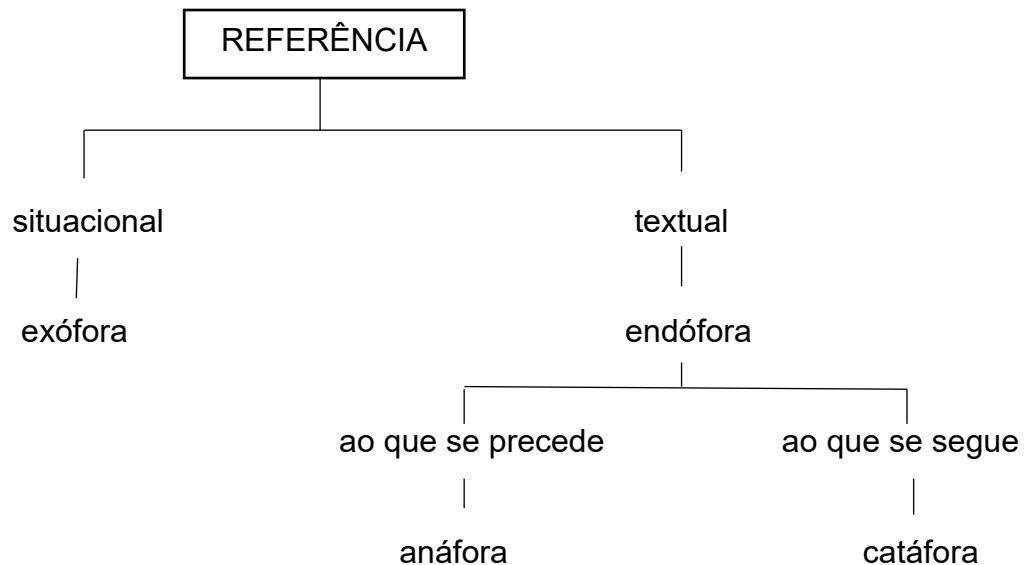 REFERÊNCIA
situacional textual
exófora endófora
ao que se precede ao que se segue
anáfora catáfora